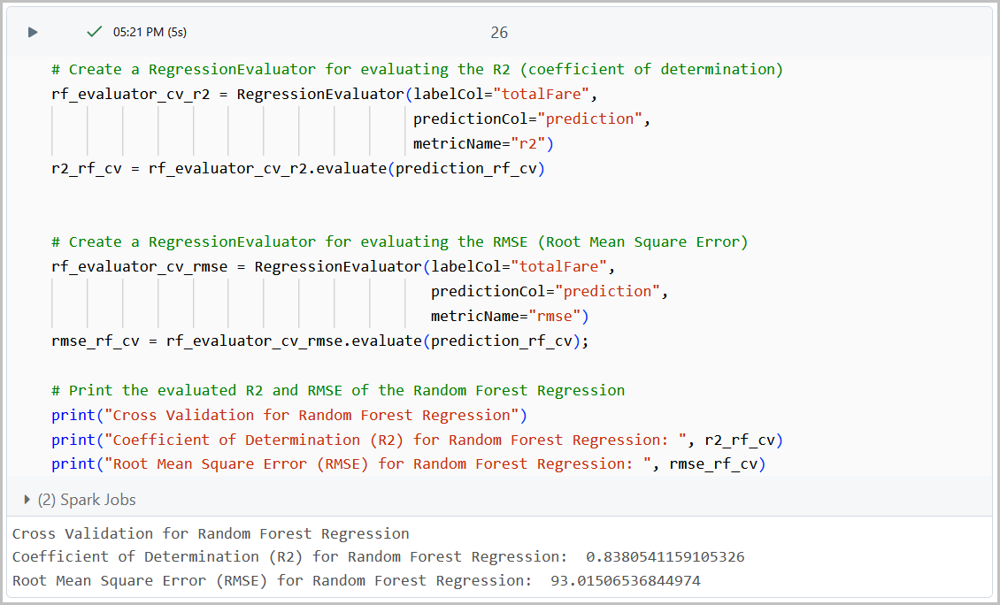 05:21 PM (5s)
26
# Create a RegressionEvaluator for evaluating the R2 (coefficient of determination)
rf_evaluator_cv_r2 = RegressionEvaluator(labelCol="totalFare",
predictionCol="prediction",
metricName="r2")
r2_rf_cv = rf_evaluator_cv_r2.evaluate(prediction_rf_cv)
# Create a RegressionEvaluator for evaluating the RMSE (Root Mean Square Error)
rf_evaluator_cv_rmse = RegressionEvaluator(labelCol="totalFare",
predictionCol="prediction",
metricName="rmse")
rmse_rf_cv = rf_evaluator_cv_rmse.evaluate(prediction_rf_cv);
# Print the evaluated R2 and RMSE of the Random Forest Regression
print("Cross Validation for Random Forest Regression")
print("Coefficient of Determination (R2) for Random Forest Regression: ", r2_rf_cv)
print("Root Mean Square Error (RMSE) for Random Forest Regression: ", rmse_rf_cv)
(2) Spark Jobs
Cross Validation for Random Forest Regression
Coefficient of Determination (R2) for Random Forest Regression:  0.8380541159105326
Root Mean Square Error (RMSE) for Random Forest Regression:  93.01506536844974